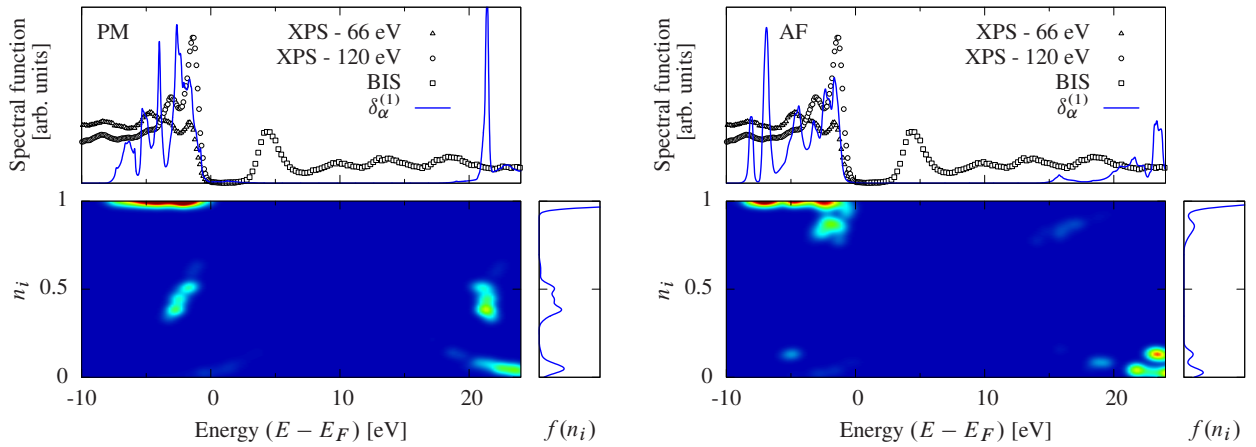 Spectral function
[arb. units]
PM
XPS - 66 eV
XPS - 120 eV
BIS
δα(1)
1
0.5
0
ni
-10
0
10
20
Energy (E − EF) [eV]
f(ni)
Spectral function
[arb. units]
AF
XPS - 66 eV
XPS - 120 eV
BIS
δα(1)
1
0.5
0
ni
-10
0
10
20
Energy (E − EF) [eV]
f(ni)